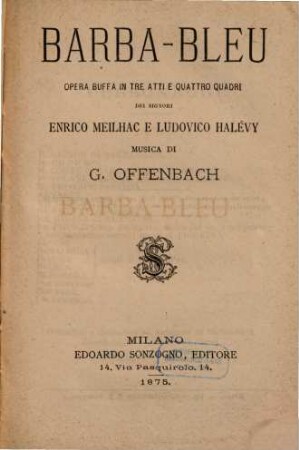 BARBA-BLEU
OPERA BUFFA IN TRE ATTI E QUATTRO QUADRI
DEI SIGNORI
ENRICO MEILHAC E LUDOVICO HALÉVY
MUSICA DI
G. OFFENBACH
BARBA-BLEU
MILANO
EDOARDO SONZOGNO, EDITORE
14, Via Pasquirolo, 14.
1875.